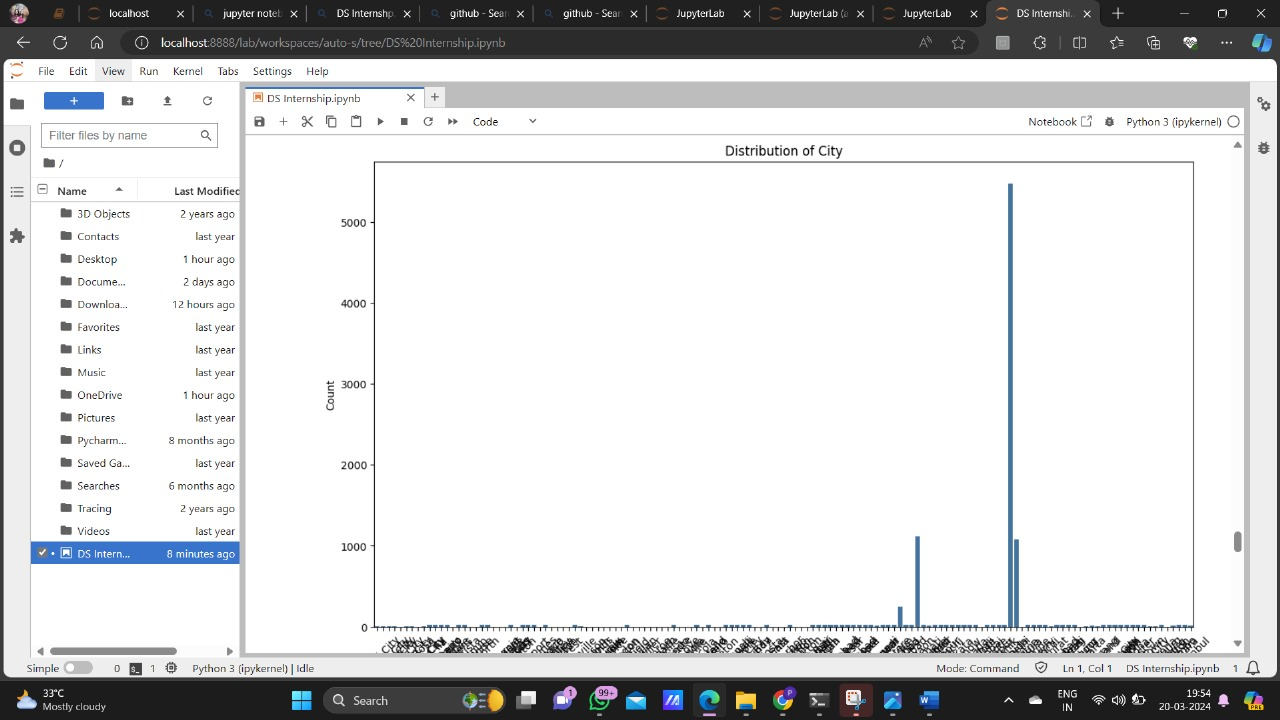 localhost
jupyter noteb
DS Internshp,
github - Sear
github - Sear
JupyterLab
JupyterLab (a
JupyterLab
DS Internshi
localhost:8888/lab/workspaces/auto-s/tree/DS%20Internship.ipynb
File Edit View Run Kernel Tabs Settings Help
DS Internship.ipynb
Filter files by name
Code
Notebook
Python 3 (ipykernel)
/
Name Last Modified
3D Objects 2 years ago
Contacts last year
Desktop 1 hour ago
Docume... 2 days ago
Downloa... 12 hours ago
Favorites last year
Links last year
Music last year
OneDrive 1 hour ago
Pictures last year
Pycharm... 8 months ago
Saved Ga... last year
Searches 6 months ago
Tracing 2 years ago
Videos last year
DS Intern... 8 minutes ago
Distribution of City
5000
4000
3000
2000
1000
0
Count
Simple 0 1 Python 3 (ipykernel) | Idle
Mode: Command Ln 1, Col 1 DS Internship.ipynb 1
33°C
Mostly cloudy
Search
1
99+
ENG
IN
19:54
20-03-2024
PRE